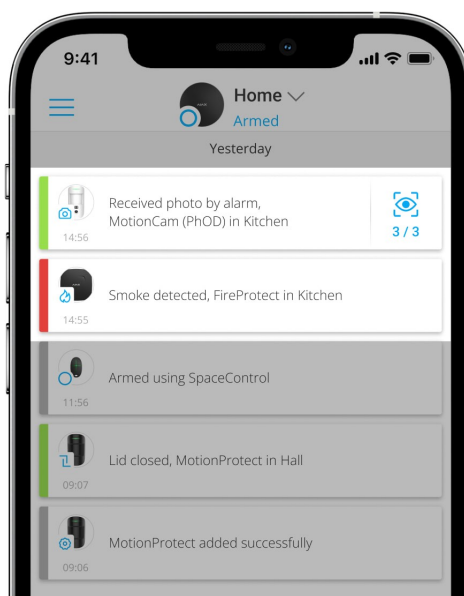 9:41
Home
Armed
Yesterday
Received photo by alarm,
MotionCam (PhOD) in Kitchen
14:56
3 / 3
Smoke detected, FireProtect in Kitchen
14:55
Armed using SpaceControl
11:56
Lid closed, MotionProtect in Hall
09:07
MotionProtect added successfully
09:06